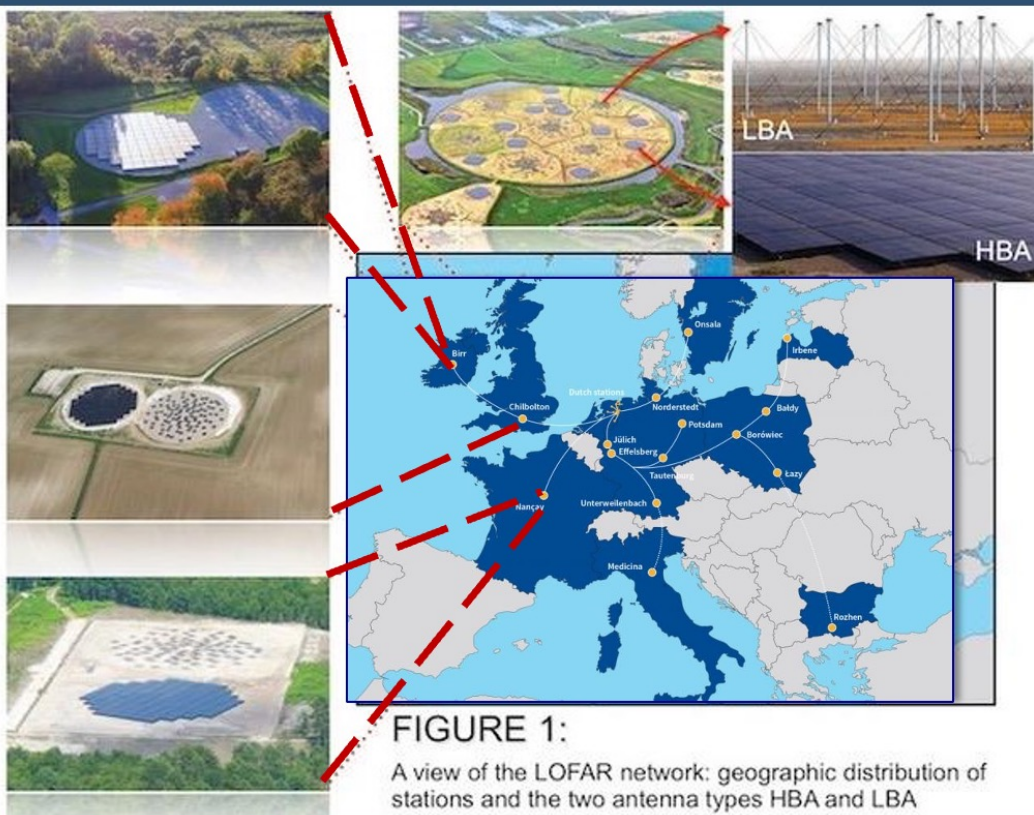 LBA
HBA
Onsala
Irbene
Birr
Dutch stations
Norderstedt
Bałdy
Chilbolton
Potsdam
Borówiec
Jülich
Effelsberg
Tautenburg
Łazy
Nançay
Unterweilenbach
Medicina
Rozhen
FIGURE 1:
A view of the LOFAR network: geographic distribution of
stations and the two antenna types HBA and LBA